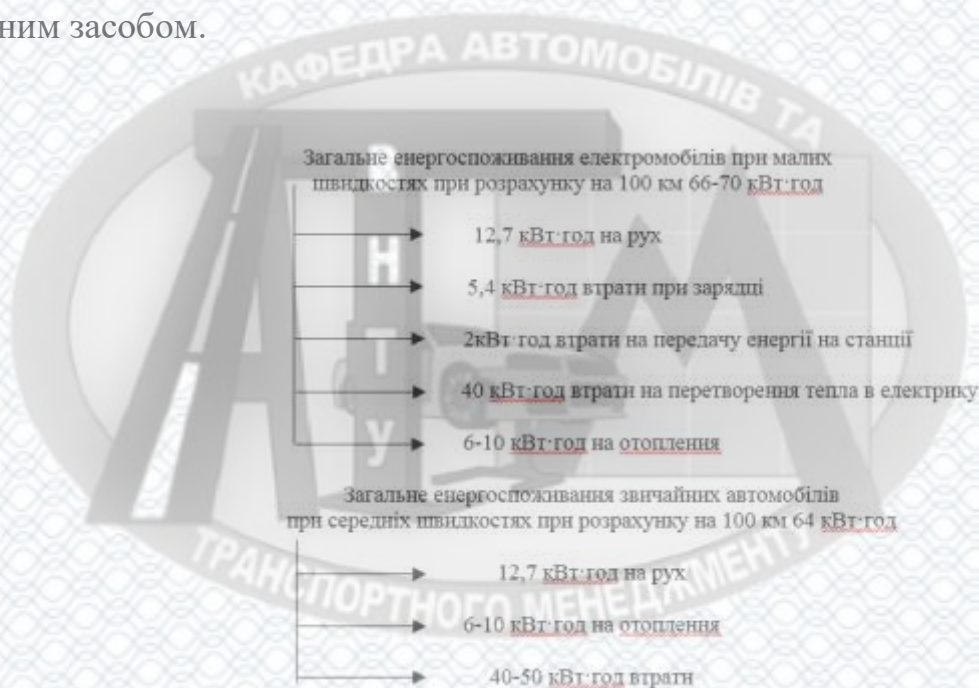 ним засобом.
КАФЕДРА АВТОМОБІЛІВ ТА
ВНТУ
Загальне енергоспоживання електромобілів при малих
швидкостях при розрахунку на 100 км 66-70 кВт·год
12,7 кВт·год на рух
5,4 кВт·год втрати при зарядці
2кВт·год втрати на передачу енергії на станції
40 кВт·год втрати на перетворення тепла в електрику
6-10 кВт·год на отоплення
Загальне енергоспоживання звичайних автомобілів
при середніх швидкостях при розрахунку на 100 км 64 кВт·год
12,7 кВт·год на рух
6-10 кВт·год на отоплення
40-50 кВт·год втрати
ТРАНСПОРТНОГО МЕНЕДЖМЕНТУ